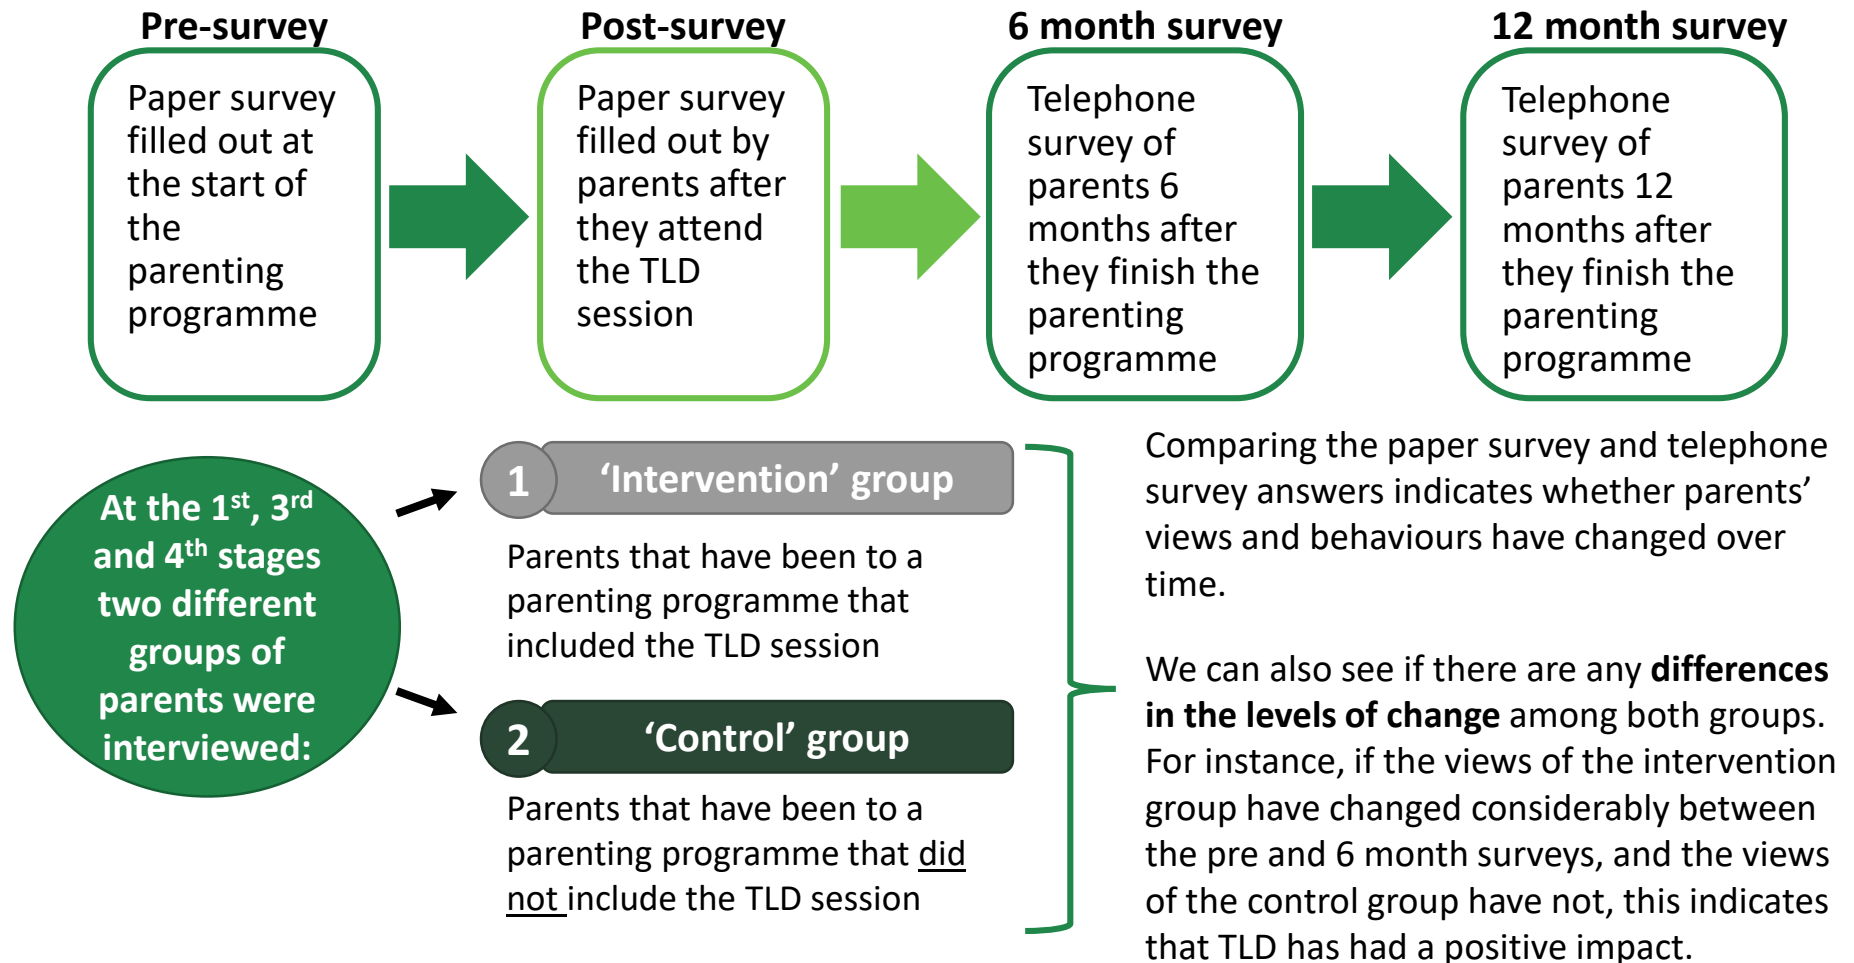 Pre-survey
Paper survey
filled out at
the start of
the
parenting
programme
Post-survey
Paper survey
filled out by
parents after
they attend
the TLD
session
6 month survey
Telephone
survey of
parents 6
months after
they finish the
parenting
programme
12 month survey
Telephone
survey of
parents 12
months after
they finish the
parenting
programme
At the 1st, 3rd
and 4th stages
two different
groups of
parents were
interviewed:
1
‘Intervention’ group
Parents that have been to a
parenting programme that
included the TLD session
2
‘Control’ group
Parents that have been to a
parenting programme that did
not include the TLD session
Comparing the paper survey and telephone
survey answers indicates whether parents’
views and behaviours have changed over
time.
We can also see if there are any differences
in the levels of change among both groups.
For instance, if the views of the intervention
group have changed considerably between
the pre and 6 month surveys, and the views
of the control group have not, this indicates
that TLD has had a positive impact.